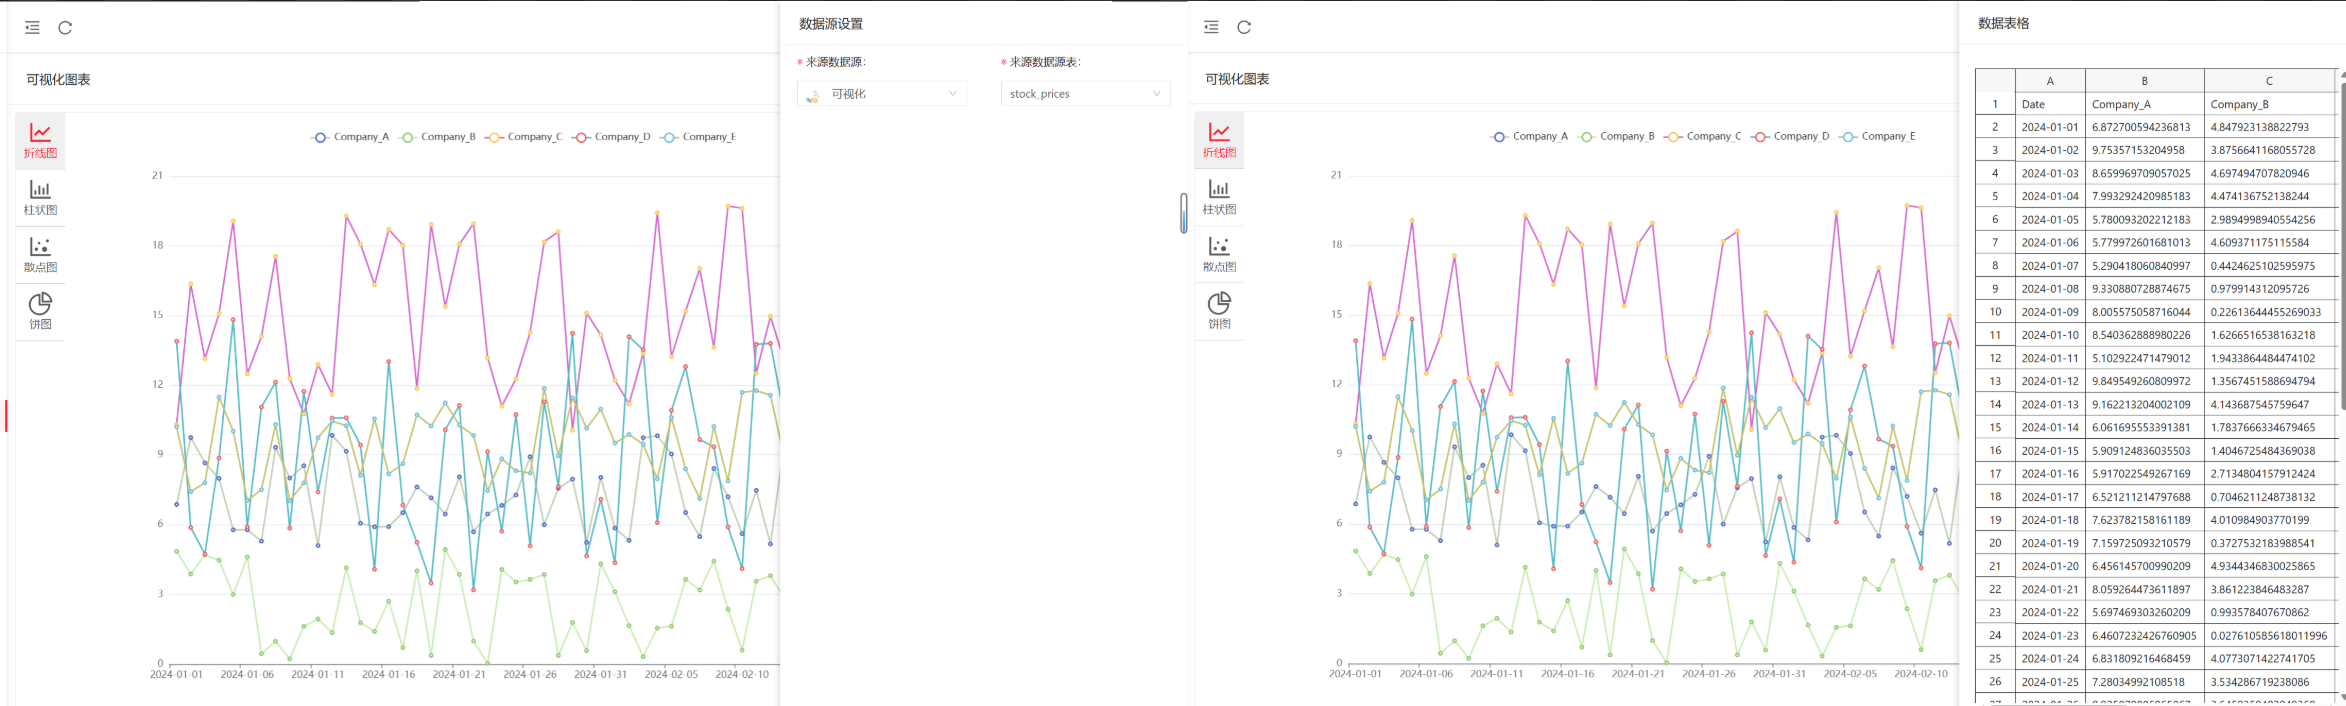 可视化图表
折线图
柱状图
散点图
饼图
Company_A Company_B Company_C Company_D Company_E
21
18
15
12
9
6
3
0
2024-01-01 2024-01-06 2024-01-11 2024-01-16 2024-01-21 2024-01-26 2024-01-31 2024-02-05 2024-02-10
数据源设置
* 来源数据源: * 来源数据源表:
可视化 stock_prices
可视化图表
折线图
柱状图
散点图
饼图
Company_A Company_B Company_C Company_D Company_E
21
18
15
12
9
6
3
0
2024-01-01 2024-01-06 2024-01-11 2024-01-16 2024-01-21 2024-01-26 2024-01-31 2024-02-05 2024-02-10
数据表格
A B C
1 Date Company_A Company_B
2 2024-01-01 6.872700594236813 4.847923138822793
3 2024-01-02 9.75357153204958 3.8756641168055728
4 2024-01-03 8.659969709057025 4.697494707820946
5 2024-01-04 7.993292420985183 4.474136752138244
6 2024-01-05 5.780093202212183 2.9894998940554256
7 2024-01-06 5.779972601681013 4.609371175115584
8 2024-01-07 5.290418060840997 0.4424625102595975
9 2024-01-08 9.330880728874675 0.979914312095726
10 2024-01-09 8.005575058716044 0.22613644455269033
11 2024-01-10 8.540362888980226 1.6266516538163218
12 2024-01-11 5.102922471479012 1.9433864484474102
13 2024-01-12 9.849549260809972 1.3567451588694794
14 2024-01-13 9.162213204002109 4.143687545759647
15 2024-01-14 6.061695553391381 1.7837666334679465
16 2024-01-15 5.909124836035503 1.4046725484369038
17 2024-01-16 5.917022549267169 2.7134804157912424
18 2024-01-17 6.521211214797688 0.7046211248738132
19 2024-01-18 7.623782158161189 4.010984903770199
20 2024-01-19 7.159725093210579 0.3727532183988541
21 2024-01-20 6.456145700990209 4.9344346830025865
22 2024-01-21 8.059264473611897 3.861223846483287
23 2024-01-22 5.697469303260209 0.993578407670862
24 2024-01-23 6.4607232426760905 0.027610585618011996
25 2024-01-24 6.831809216468459 4.0773071422741705
26 2024-01-25 7.28034992108518 3.534286719238086